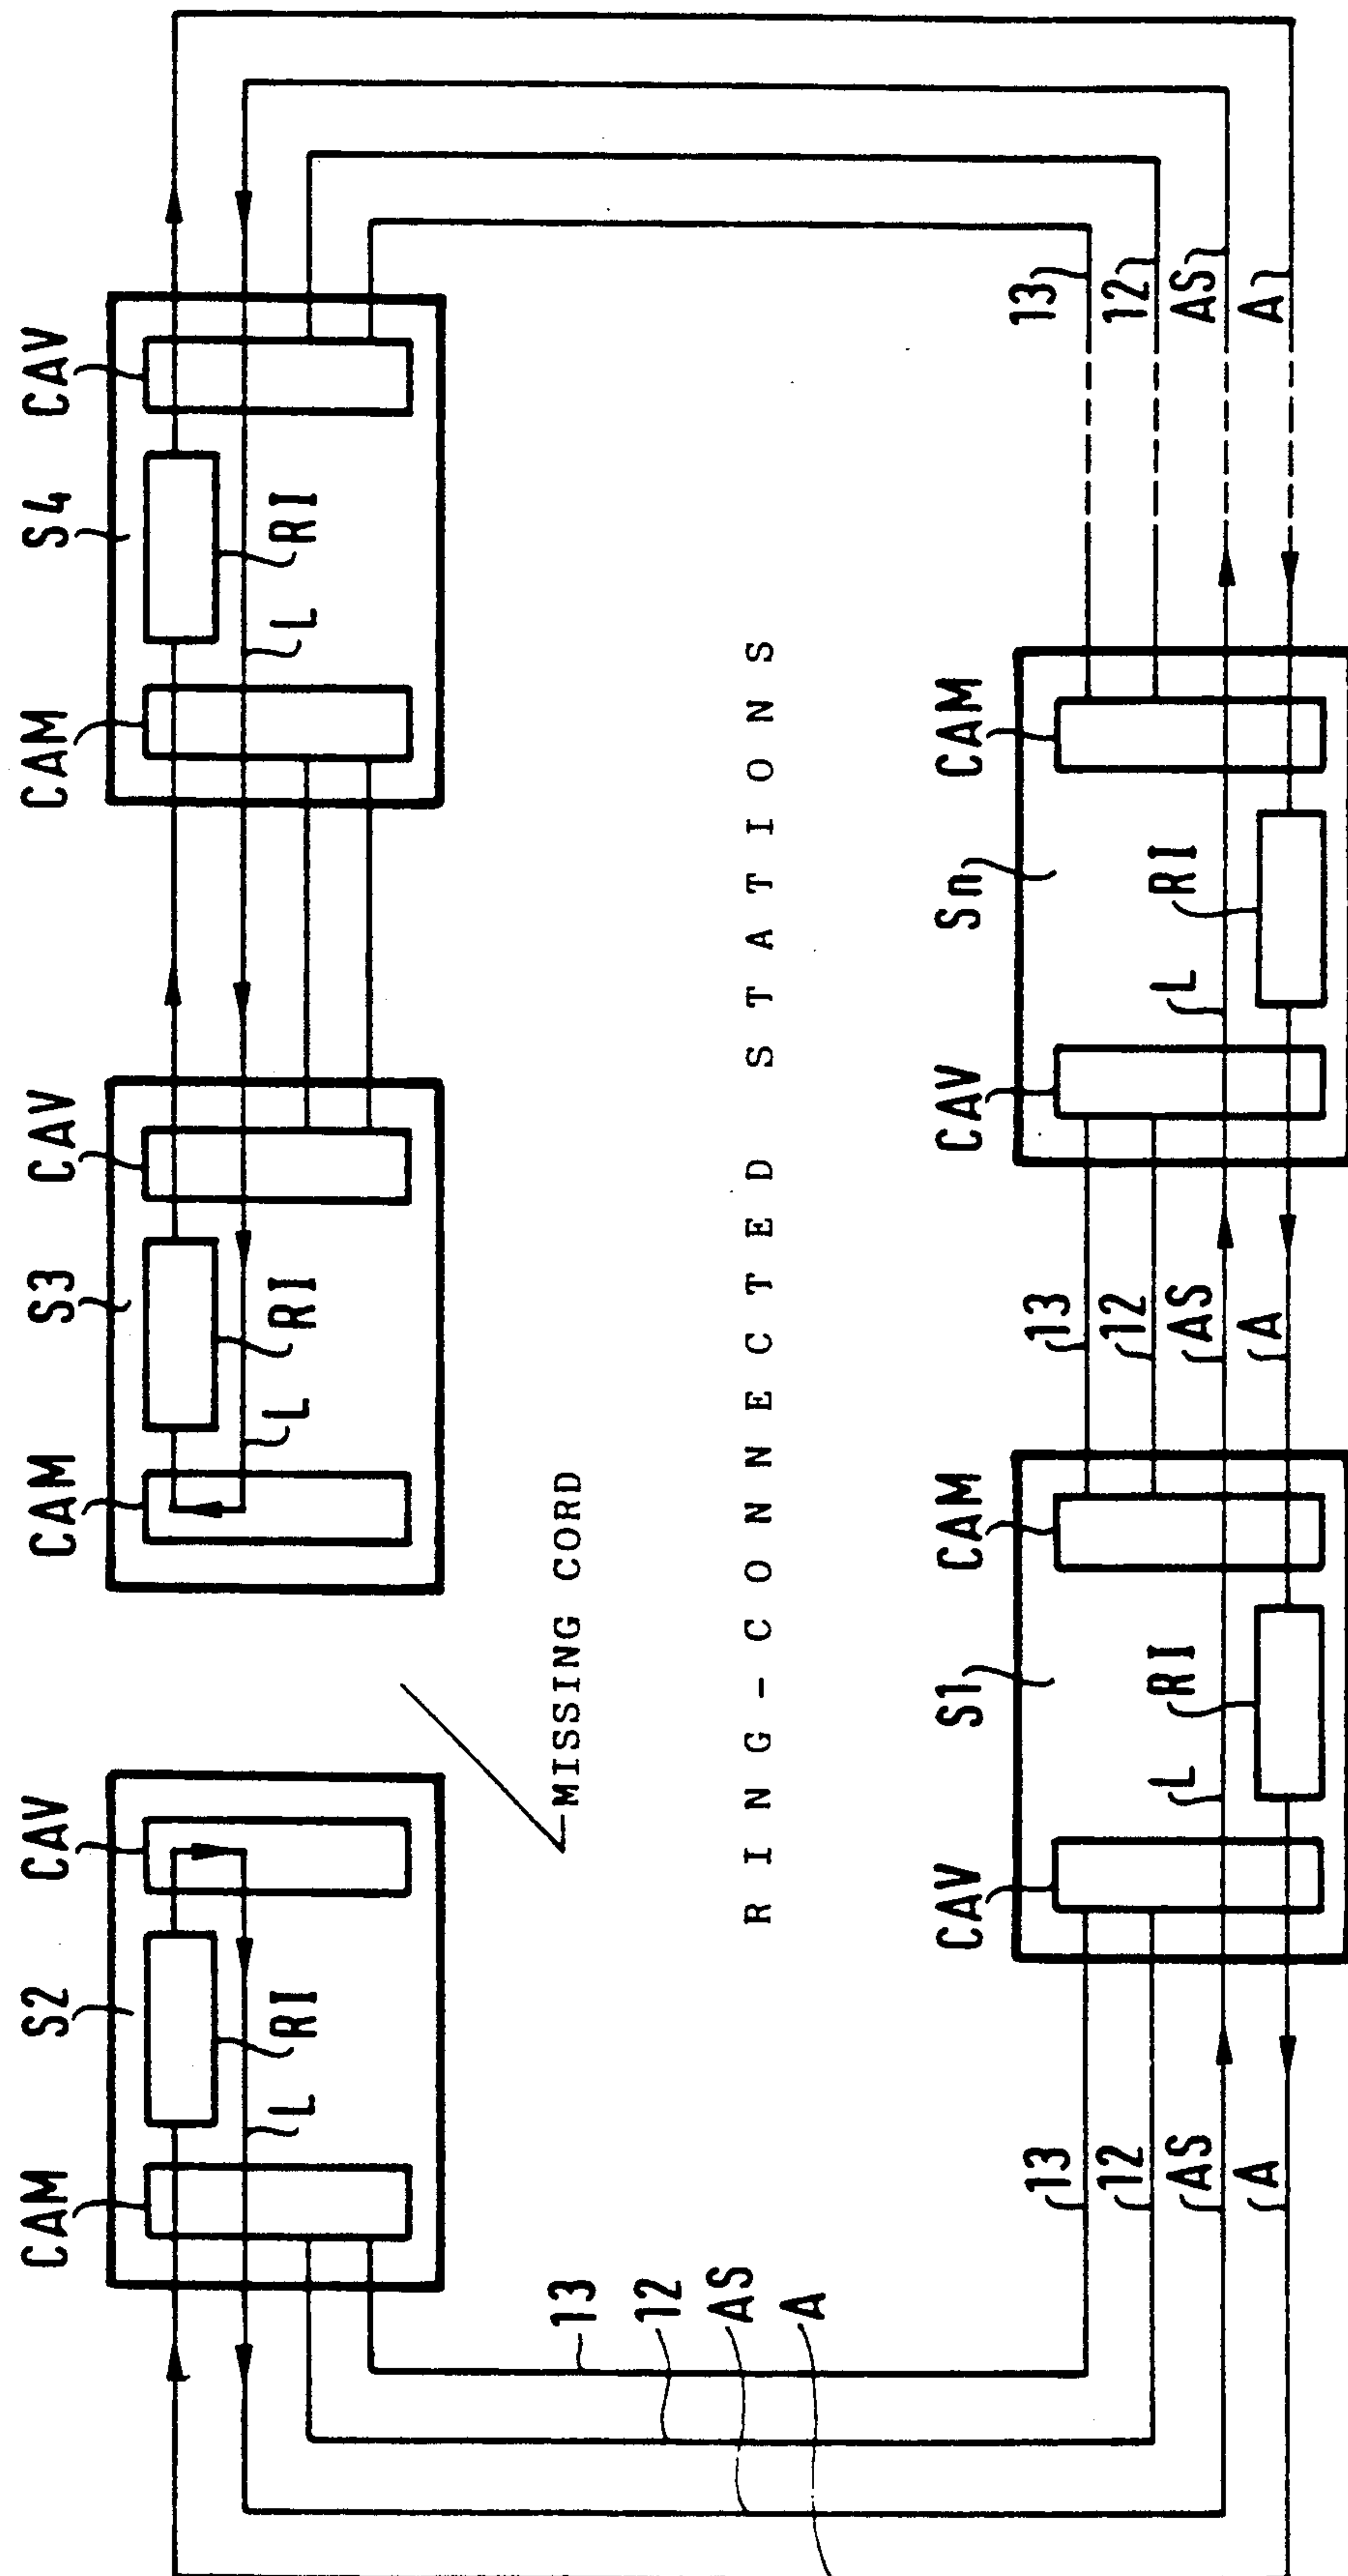 CAM S2 CAV CAM S3 CAV CAM S4 CAV
L RI L RI L RI
MISSING CORD
13
12
AS
A
RING-CONNECTED STATIONS
CAV S1 CAM CAV Sn CAM
13 13 13
12 12 12
L RI L RI
AS AS AS
A A A